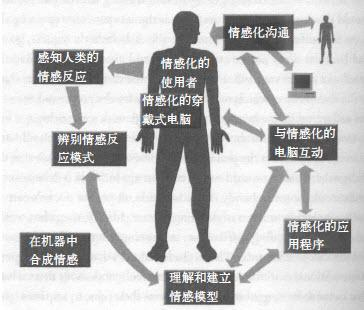 情感化沟通
感知人类的
情感反应
情感化的
使用者
情感化的穿
戴式电脑
辨别情感反
应模式
与情感化的
电脑互动
情感化的应
用程序
在机器中
合成情感
理解和建立
情感模型